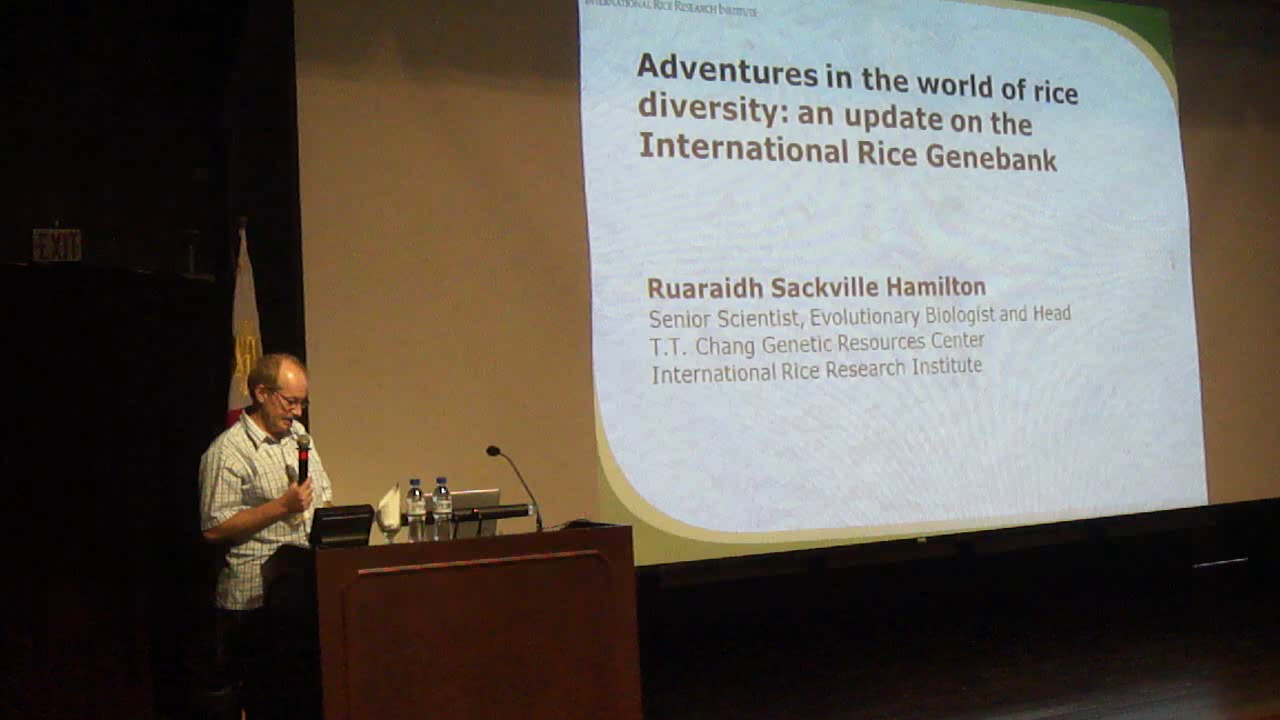 INTERNATIONAL RICE RESEARCH INSTITUTE
Adventures in the world of rice
diversity: an update on the
International Rice Genebank
Ruaraidh Sackville Hamilton
Senior Scientist, Evolutionary Biologist and Head
T.T. Chang Genetic Resources Center
International Rice Research Institute
EXIT